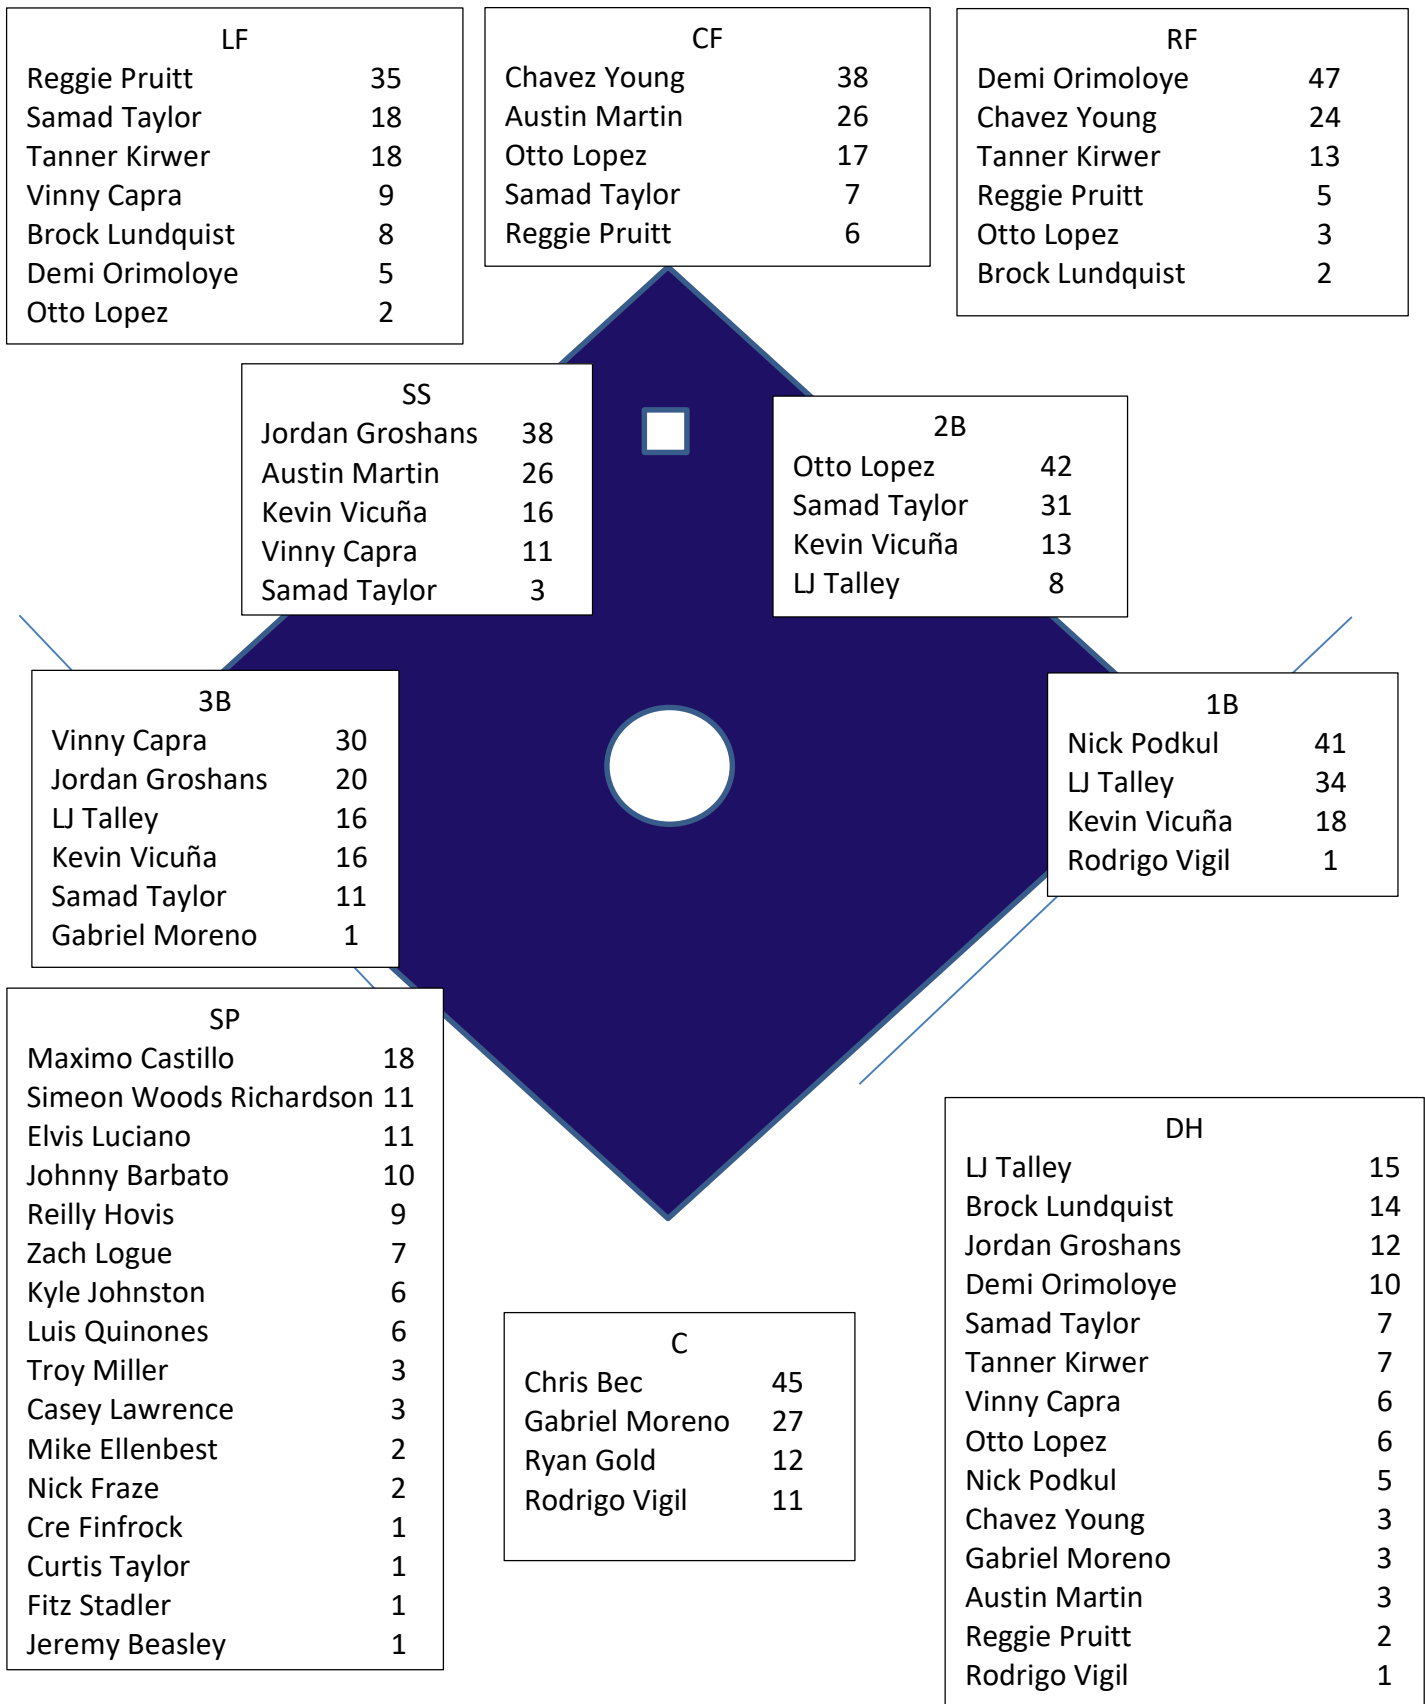 LF
Reggie Pruitt 35
Samad Taylor 18
Tanner Kirwer 18
Vinny Capra 9
Brock Lundquist 8
Demi Orimoloye 5
Otto Lopez 2
CF
Chavez Young 38
Austin Martin 26
Otto Lopez 17
Samad Taylor 7
Reggie Pruitt 6
RF
Demi Orimoloye 47
Chavez Young 24
Tanner Kirwer 13
Reggie Pruitt 5
Otto Lopez 3
Brock Lundquist 2
SS
Jordan Groshans 38
Austin Martin 26
Kevin Vicuña 16
Vinny Capra 11
Samad Taylor 3
2B
Otto Lopez 42
Samad Taylor 31
Kevin Vicuña 13
LJ Talley 8
3B
Vinny Capra 30
Jordan Groshans 20
LJ Talley 16
Kevin Vicuña 16
Samad Taylor 11
Gabriel Moreno 1
1B
Nick Podkul 41
LJ Talley 34
Kevin Vicuña 18
Rodrigo Vigil 1
SP
Maximo Castillo 18
Simeon Woods Richardson 11
Elvis Luciano 11
Johnny Barbato 10
Reilly Hovis 9
Zach Logue 7
Kyle Johnston 6
Luis Quinones 6
Troy Miller 3
Casey Lawrence 3
Mike Ellenbest 2
Nick Fraze 2
Cre Finfrock 1
Curtis Taylor 1
Fitz Stadler 1
Jeremy Beasley 1
C
Chris Bec 45
Gabriel Moreno 27
Ryan Gold 12
Rodrigo Vigil 11
DH
LJ Talley 15
Brock Lundquist 14
Jordan Groshans 12
Demi Orimoloye 10
Samad Taylor 7
Tanner Kirwer 7
Vinny Capra 6
Otto Lopez 6
Nick Podkul 5
Chavez Young 3
Gabriel Moreno 3
Austin Martin 3
Reggie Pruitt 2
Rodrigo Vigil 1